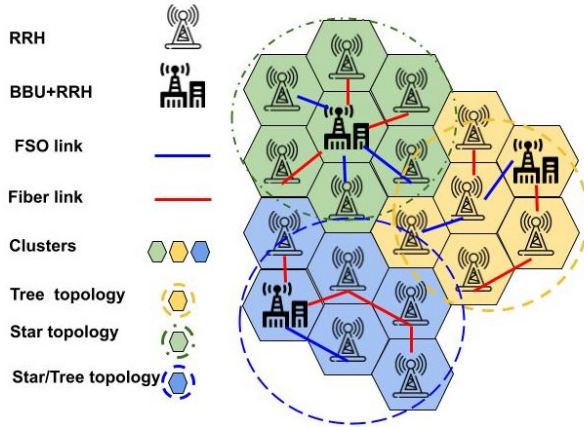 RRH
BBU+RRH
FSO link
Fiber link
Clusters
Tree topology
Star topology
Star/Tree topology